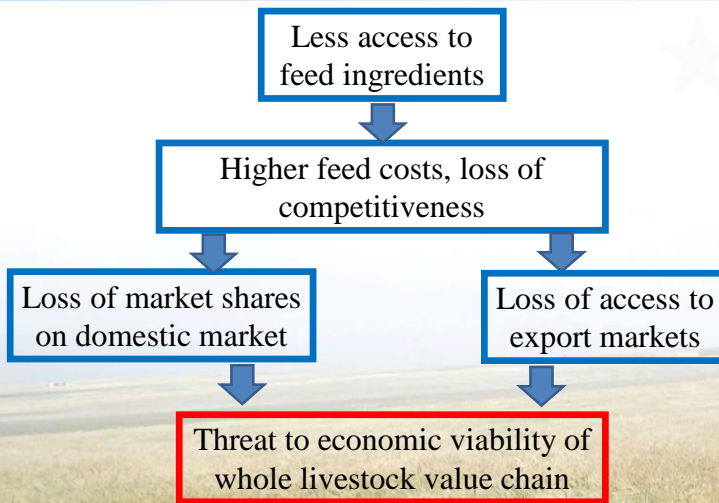 Less access to
feed ingredients
Higher feed costs, loss of
competitiveness
Loss of market shares
on domestic market
Loss of access to
export markets
Threat to economic viability of
whole livestock value chain